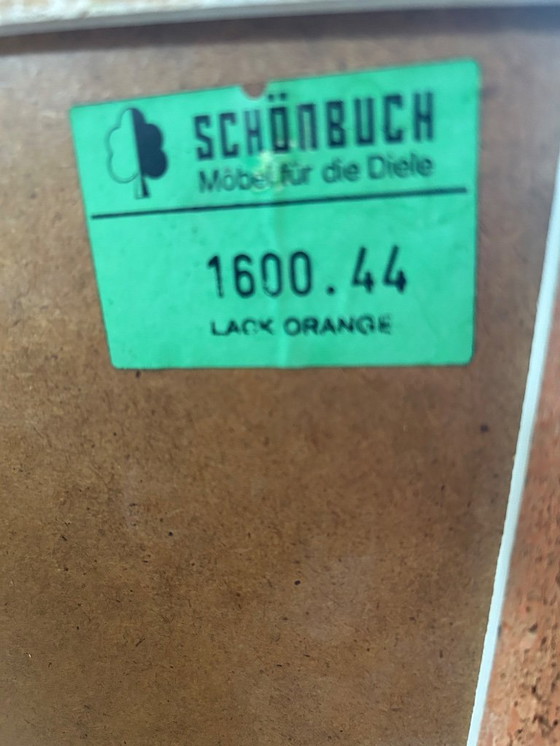 SCHÖNBUCH
Möbel für die Diele
1600.44
LACK ORANGE